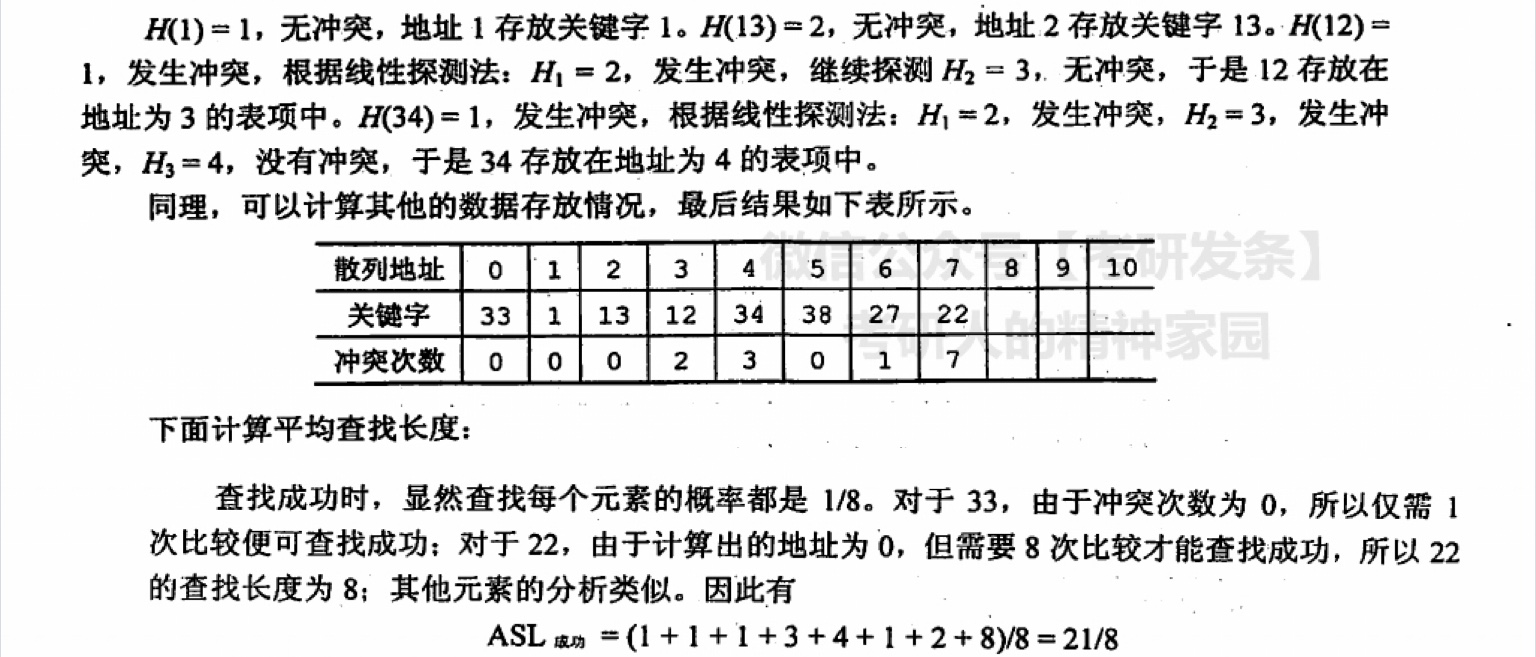 H(1) = 1，无冲突，地址 1 存放关键字 1。H(13) = 2，无冲突，地址 2 存放关键字 13。H(12) =
1，发生冲突，根据线性探测法：H₁ = 2，发生冲突，继续探测 H₂ = 3，无冲突，于是 12 存放在
地址为 3 的表项中。H(34) = 1，发生冲突，根据线性探测法：H₁ = 2，发生冲突，H₂ = 3，发生冲
突，H₃ = 4，没有冲突，于是 34 存放在地址为 4 的表项中。
同理，可以计算其他的数据存放情况，最后结果如下表所示。
微信公众号【考研发条】
散列地址 0 1 2 3 4 5 6 7 8 9 10
关键字 33 1 13 12 34 38 27 22
考研人的精神家园
冲突次数 0 0 0 2 3 0 1 7
下面计算平均查找长度：
查找成功时，显然查找每个元素的概率都是 1/8。对于 33，由于冲突次数为 0，所以仅需 1
次比较便可查找成功；对于 22，由于计算出的地址为 0，但需要 8 次比较才能查找成功，所以 22
的查找长度为 8；其他元素的分析类似。因此有
ASL 成功 = (1 + 1 + 1 + 3 + 4 + 1 + 2 + 8)/8 = 21/8